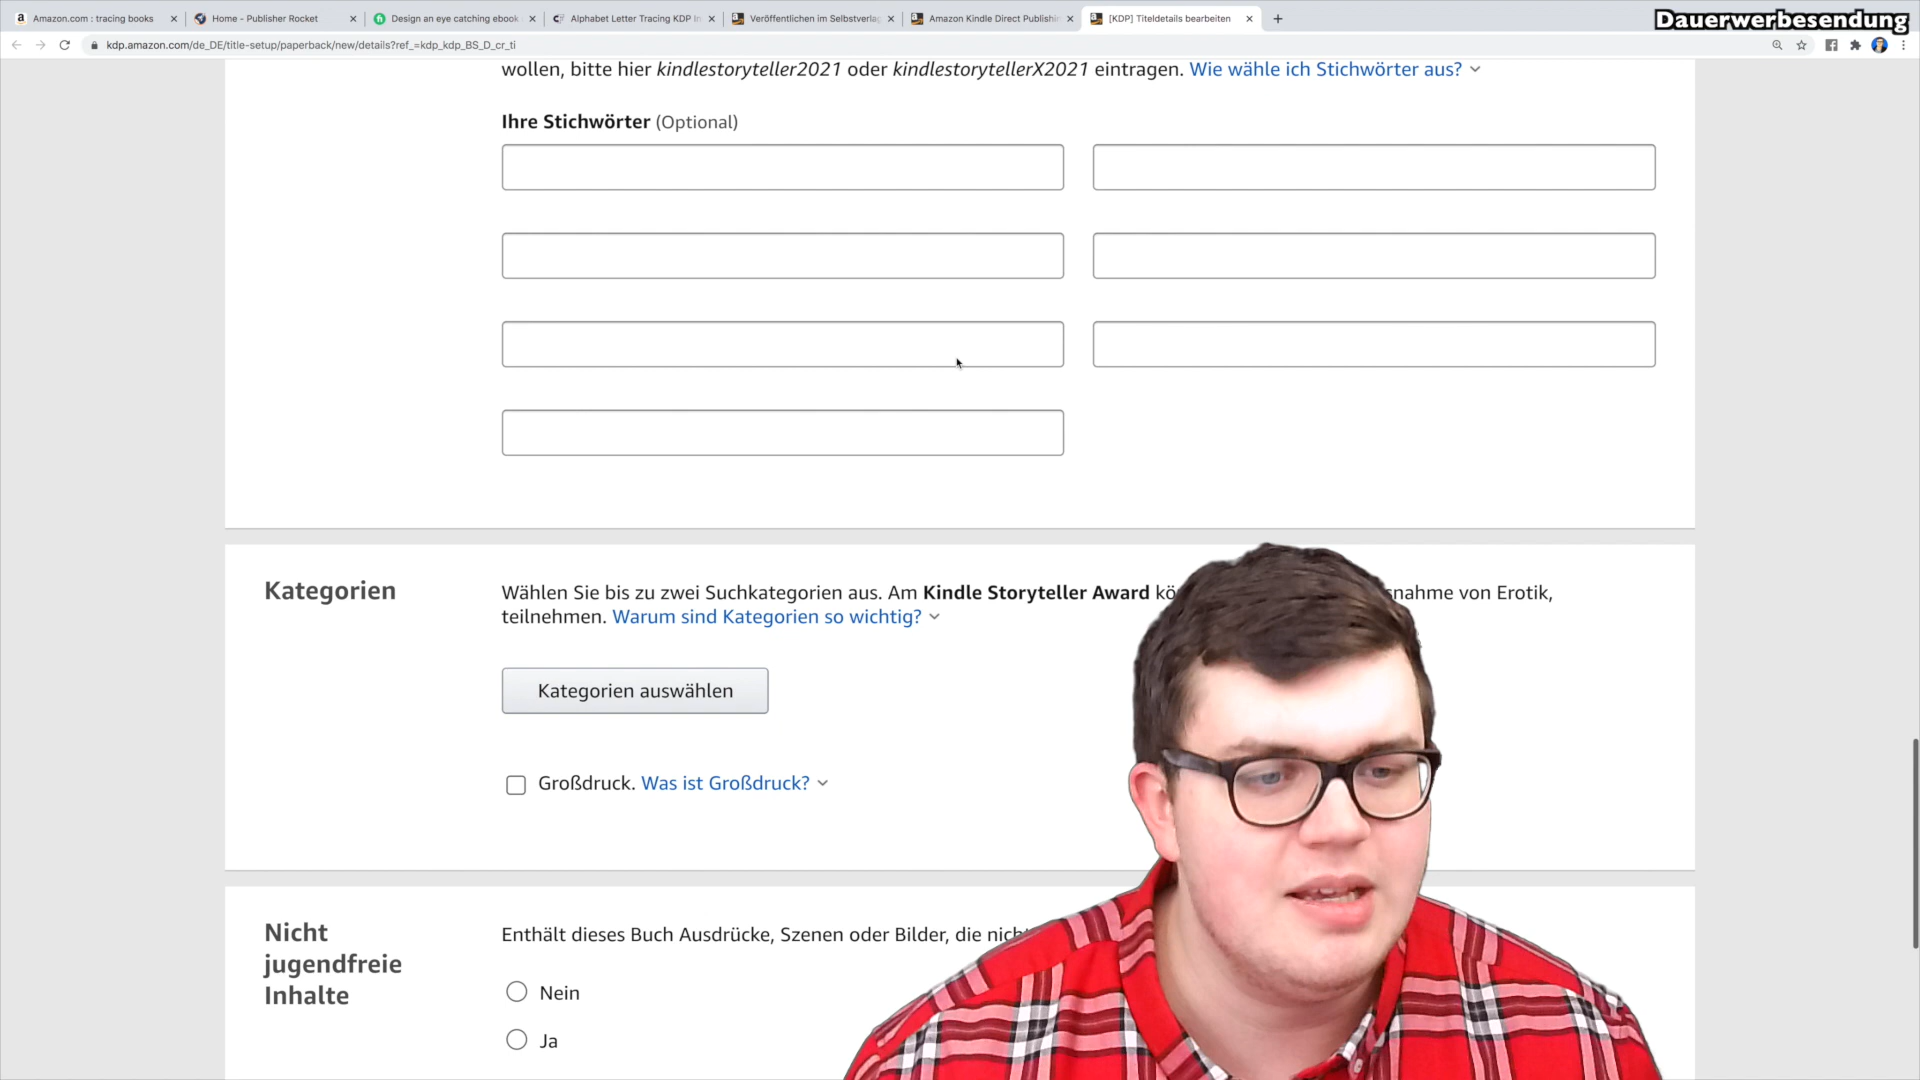 Amazon.com : tracing books
Home - Publisher Rocket
Design an eye catching ebook
Alphabet Letter Tracing KDP In
Veröffentlichen im Selbstverlag
Amazon Kindle Direct Publishin
[KDP] Titeldetails bearbeiten
Dauerwerbesendung
kdp.amazon.com/de_DE/title-setup/paperback/new/details?ref_=kdp_kdp_BS_D_cr_ti
wollen, bitte hier kindlestoryteller2021 oder kindlestorytellerX2021 eintragen. Wie wähle ich Stichwörter aus?
Ihre Stichwörter (Optional)
Kategorien
Wählen Sie bis zu zwei Suchkategorien aus. Am Kindle Storyteller Award kö snahme von Erotik,
teilnehmen. Warum sind Kategorien so wichtig?
Kategorien auswählen
Großdruck. Was ist Großdruck?
Nicht
jugendfreie
Inhalte
Enthält dieses Buch Ausdrücke, Szenen oder Bilder, die nich
Nein
Ja